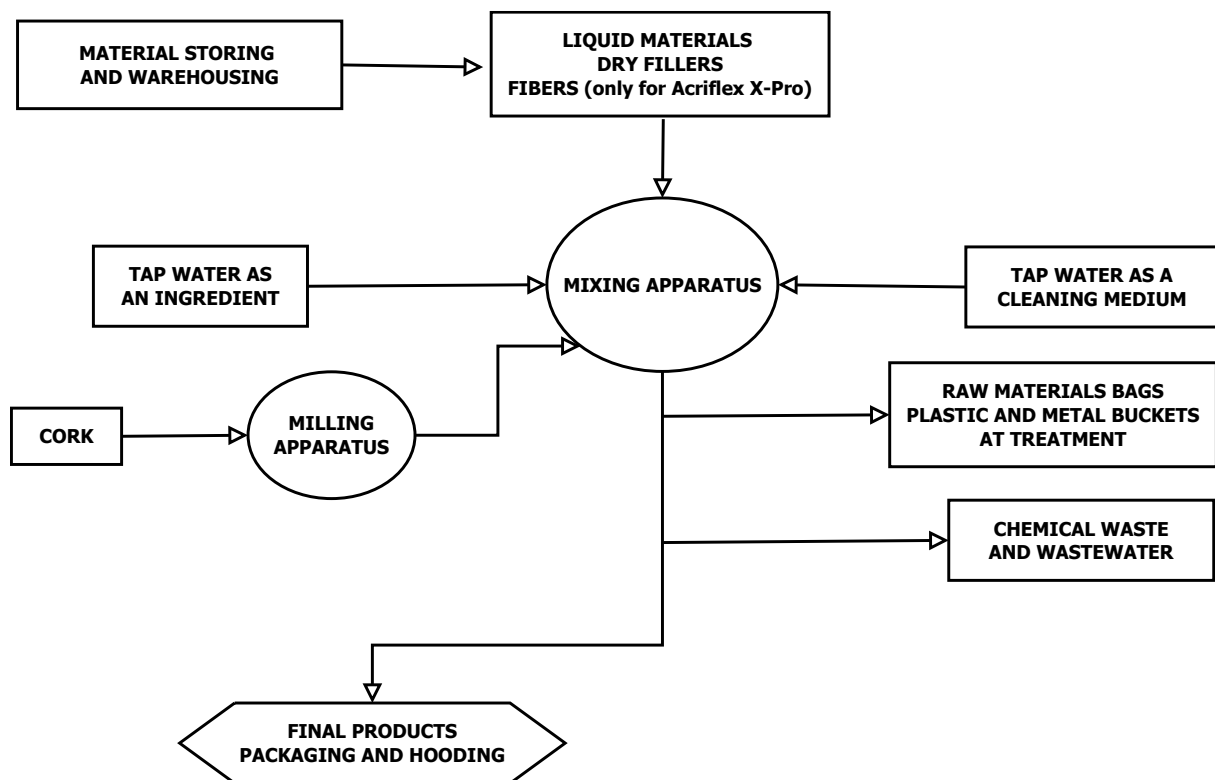 MATERIAL STORING
AND WAREHOUSING
LIQUID MATERIALS
DRY FILLERS
FIBERS (only for Acriflex X-Pro)
TAP WATER AS
AN INGREDIENT
MIXING APPARATUS
TAP WATER AS A
CLEANING MEDIUM
CORK
MILLING
APPARATUS
RAW MATERIALS BAGS
PLASTIC AND METAL BUCKETS
AT TREATMENT
CHEMICAL WASTE
AND WASTEWATER
FINAL PRODUCTS
PACKAGING AND HOODING